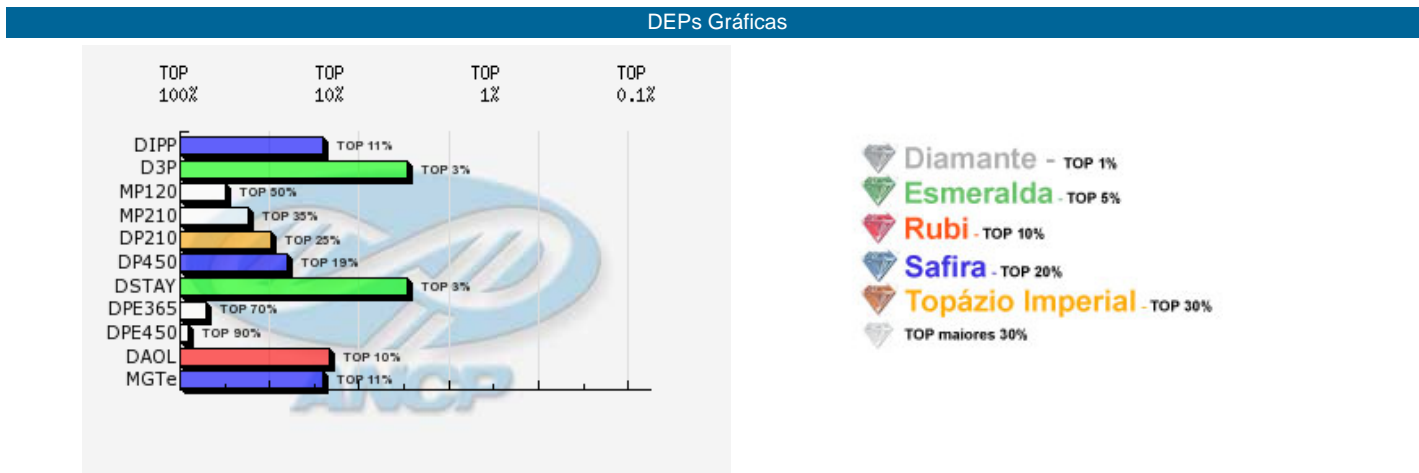 DEPs Gráficas
TOP 100%
TOP 10%
TOP 1%
TOP 0.1%
DIPP TOP 11%
D3P TOP 3%
MP120 TOP 50%
MP210 TOP 35%
DP210 TOP 25%
DP450 TOP 19%
DSTAY TOP 3%
DPE365 TOP 70%
DPE450 TOP 90%
DAOL TOP 10%
MGTe TOP 11%
ANCP
Diamante - TOP 1%
Esmeralda - TOP 5%
Rubi - TOP 10%
Safira - TOP 20%
Topázio Imperial - TOP 30%
TOP maiores 30%